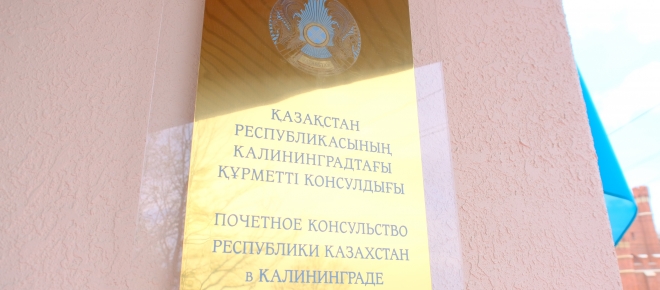 ҚАЗАҚСТАН
РЕСПУБЛИКАСЫНЫҢ
КАЛИНИНГРАДТАҒЫ
ҚҰРМЕТТІ КОНСУЛДЫҒЫ
ПОЧЕТНОЕ КОНСУЛЬСТВО
РЕСПУБЛИКИ КАЗАХСТАН
в КАЛИНИНГРАДЕ